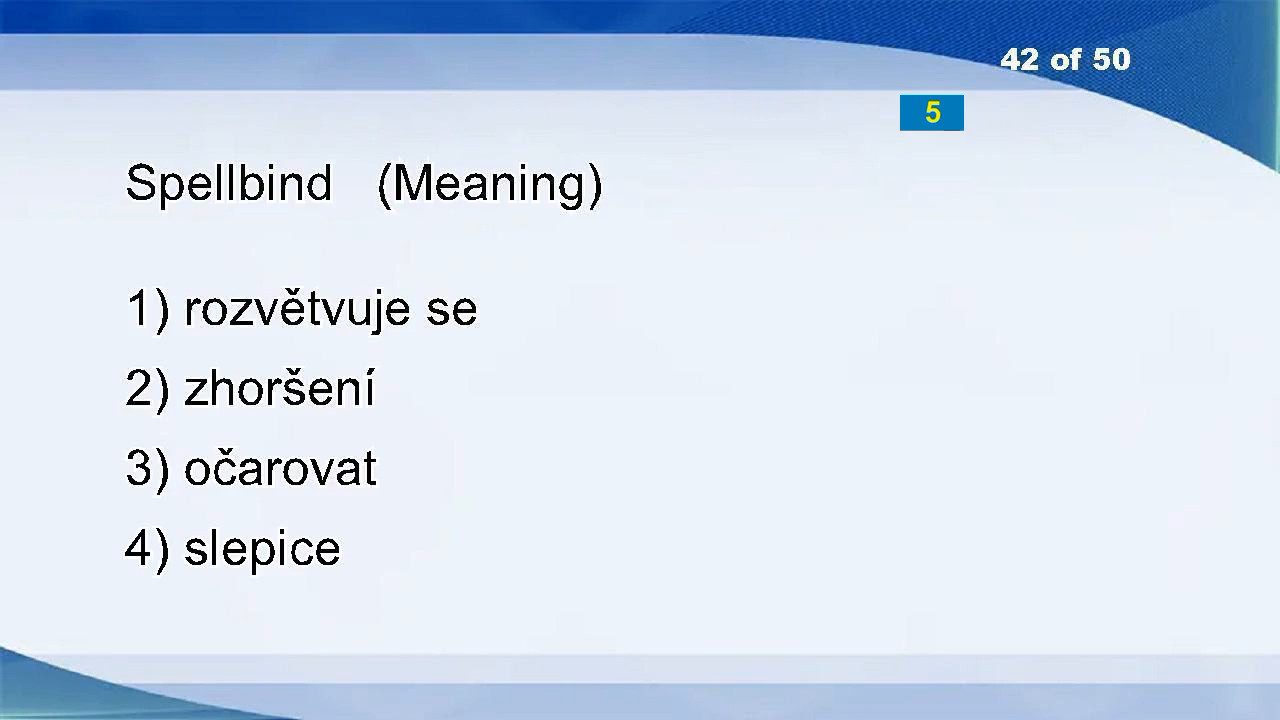 42 of 50
5
Spellbind (Meaning)
1) rozvětvuje se
2) zhoršení
3) očarovat
4) slepice